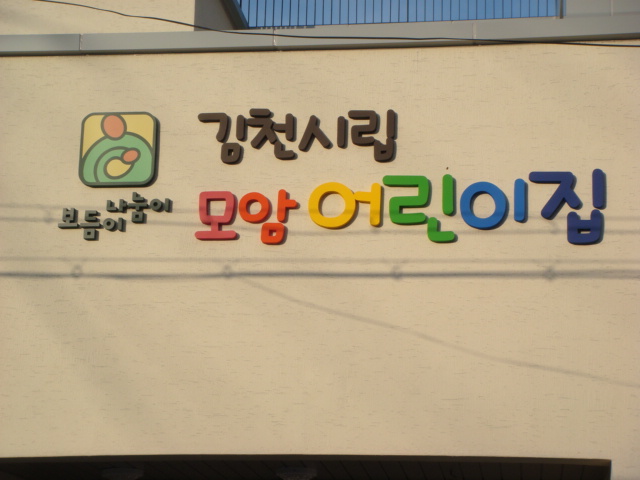 김천시립
모암어린이집
보듬이 나눔이